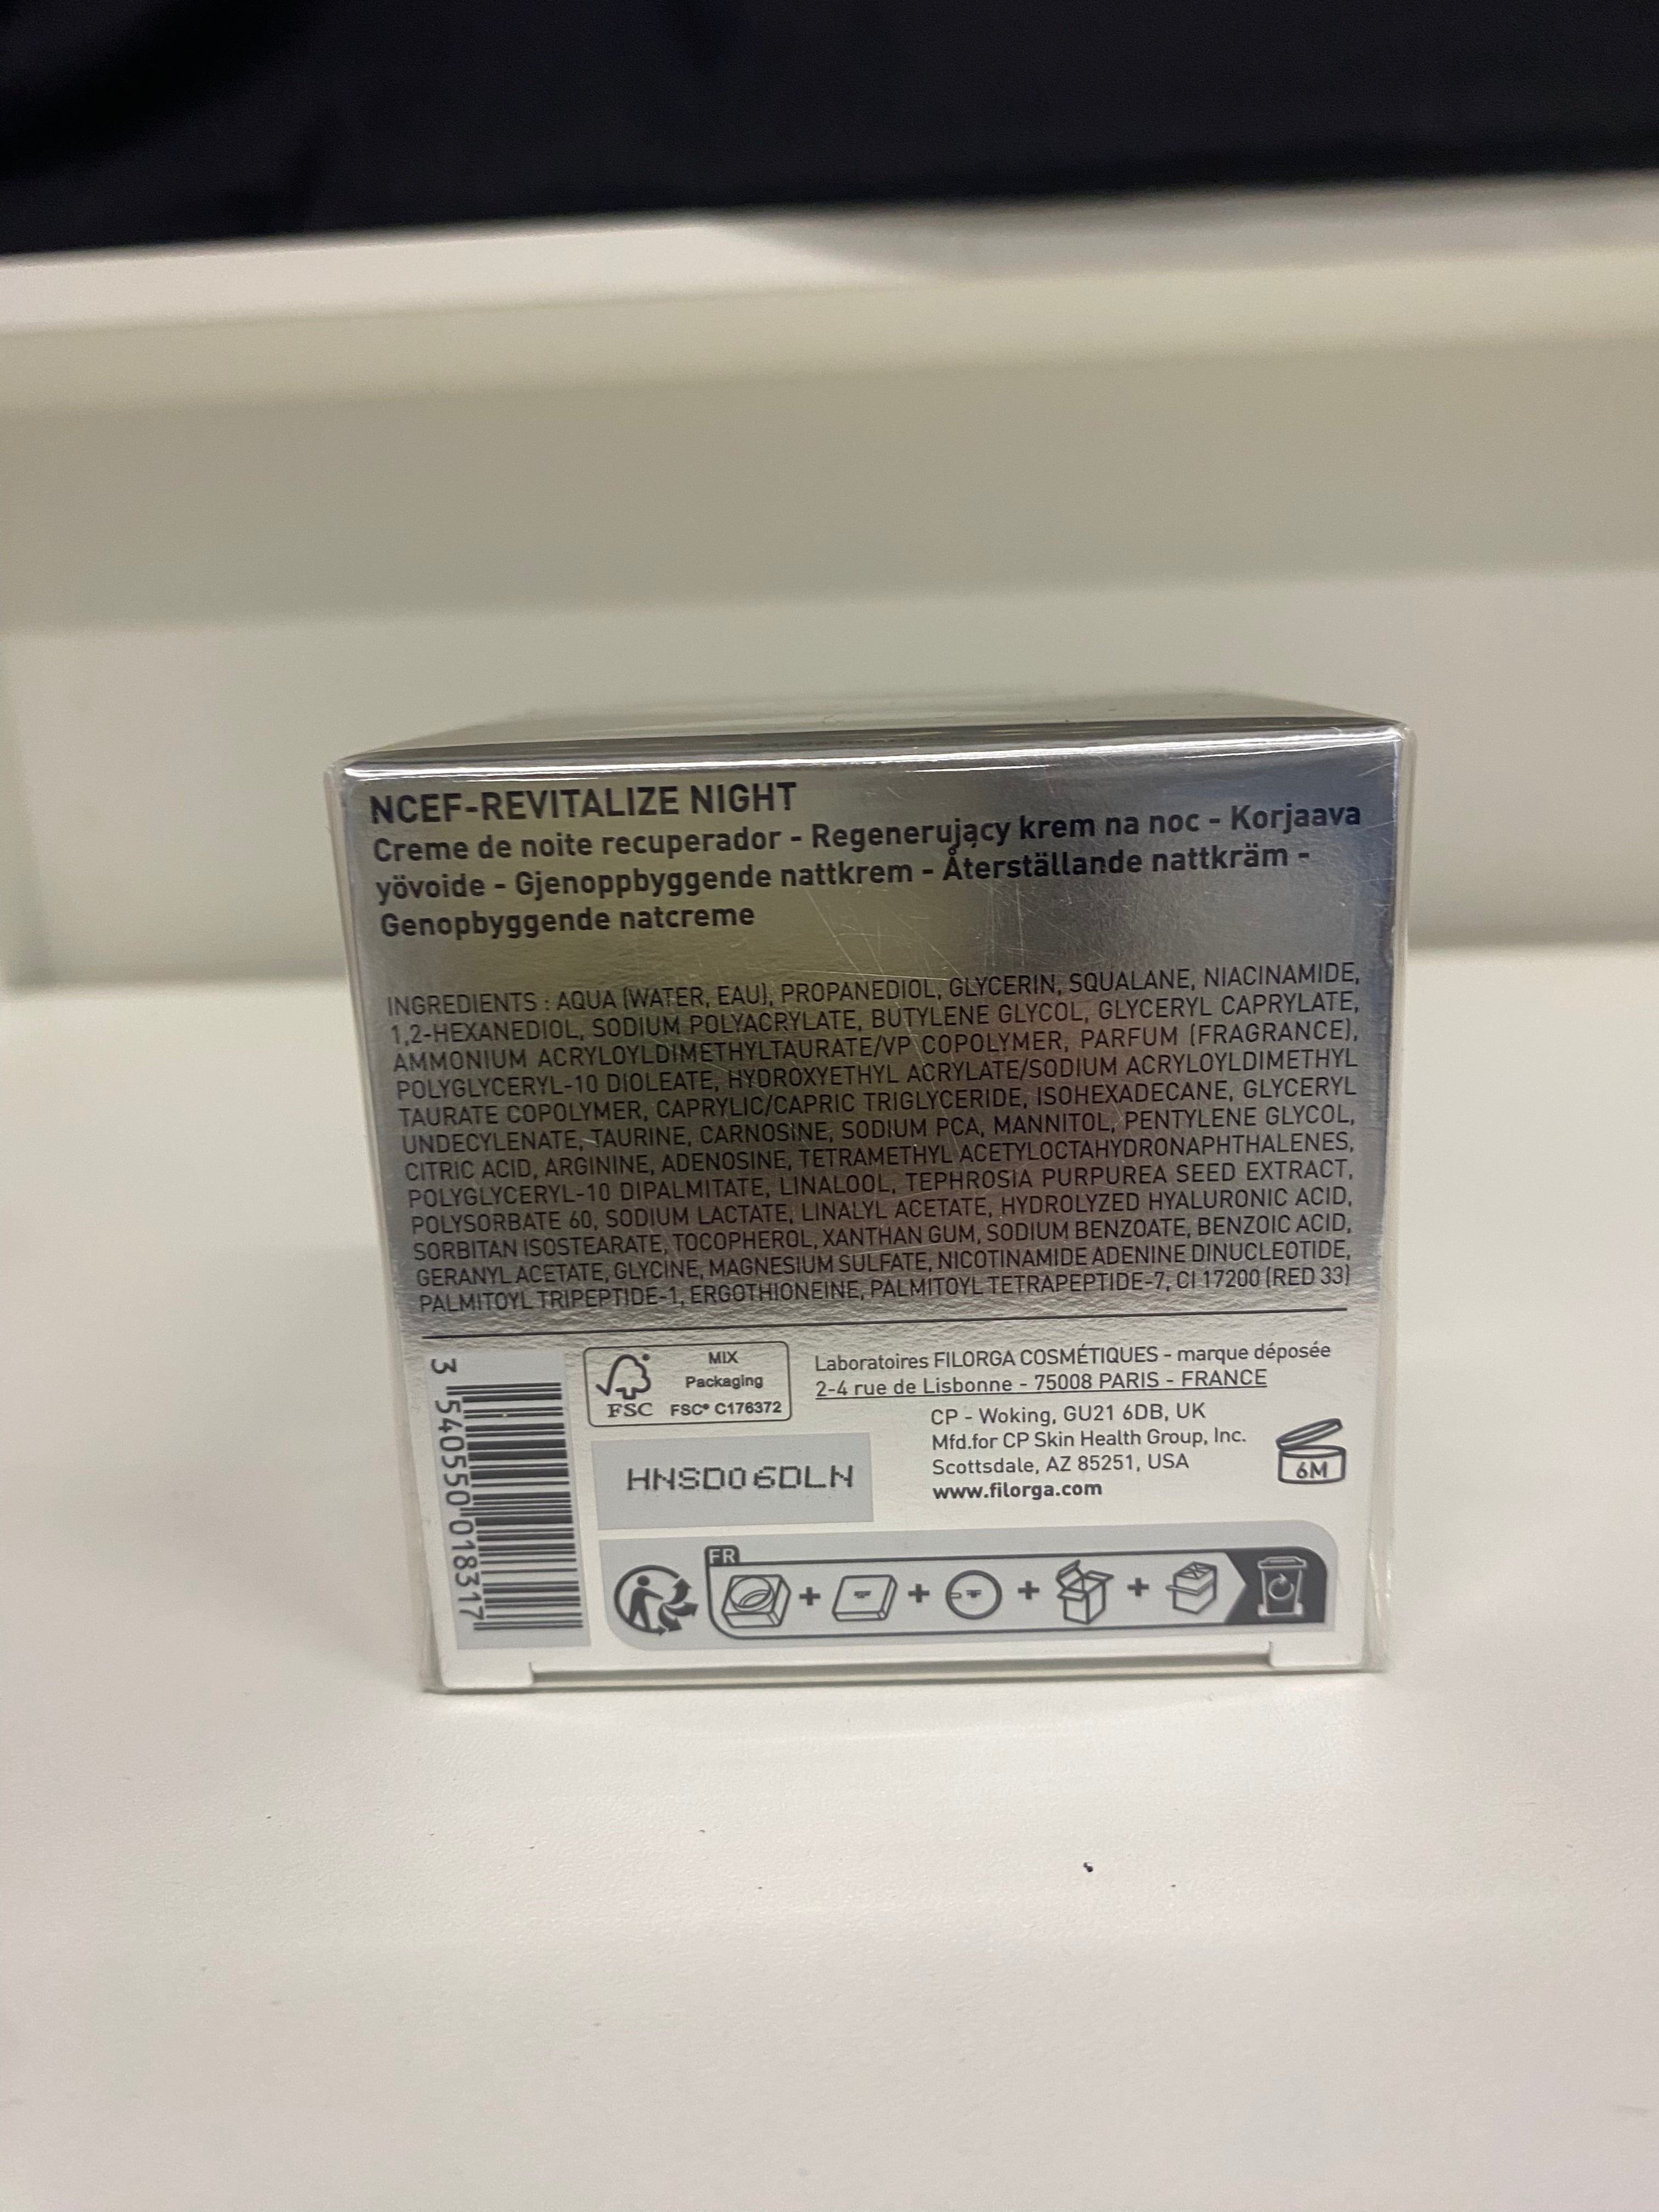 NCEF-REVITALIZE NIGHT
Creme de noite recuperador - Regenerujący krem na noc - Korjaava
yövoide - Gjenoppbyggende nattkrem - Återställande nattkräm -
Genopbyggende natcreme
INGREDIENTS : AQUA (WATER, EAU), PROPANEDIOL, GLYCERIN, SQUALANE, NIACINAMIDE,
1,2-HEXANEDIOL, SODIUM POLYACRYLATE, BUTYLENE GLYCOL, GLYCERYL CAPRYLATE,
AMMONIUM ACRYLOYLDIMETHYLTAURATE/VP COPOLYMER, PARFUM (FRAGRANCE),
POLYGLYCERYL-10 DIOLEATE, HYDROXYETHYL ACRYLATE/SODIUM ACRYLOYLDIMETHYL
TAURATE COPOLYMER, CAPRYLIC/CAPRIC TRIGLYCERIDE, ISOHEXADECANE, GLYCERYL
UNDECYLENATE, TAURINE, CARNOSINE, SODIUM PCA, MANNITOL, PENTYLENE GLYCOL,
CITRIC ACID, ARGININE, ADENOSINE, TETRAMETHYL ACETYLOCTAHYDRONAPHTHALENES,
POLYGLYCERYL-10 DIPALMITATE, LINALOOL, TEPHROSIA PURPUREA SEED EXTRACT,
POLYSORBATE 60, SODIUM LACTATE, LINALYL ACETATE, HYDROLYZED HYALURONIC ACID,
SORBITAN ISOSTEARATE, TOCOPHEROL, XANTHAN GUM, SODIUM BENZOATE, BENZOIC ACID,
GERANYL ACETATE, GLYCINE, MAGNESIUM SULFATE, NICOTINAMIDE ADENINE DINUCLEOTIDE,
PALMITOYL TRIPEPTIDE-1, ERGOTHIONEINE, PALMITOYL TETRAPEPTIDE-7, CI 17200 (RED 33)
3 540550 018317
MIX
Packaging
FSC FSC® C176372
HNSD06DLN
Laboratoires FILORGA COSMÉTIQUES - marque déposée
2-4 rue de Lisbonne - 75008 PARIS - FRANCE
CP - Woking, GU21 6DB, UK
Mfd.for CP Skin Health Group, Inc.
Scottsdale, AZ 85251, USA
www.filorga.com
6M
FR